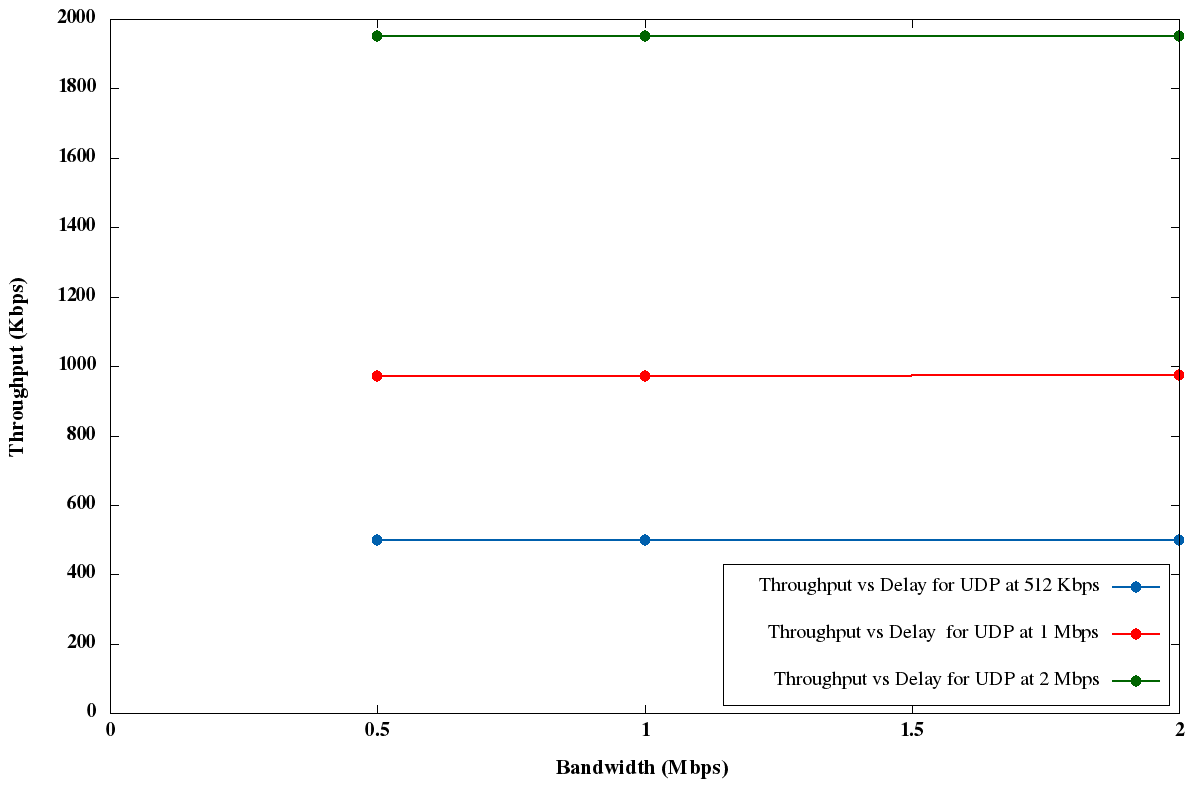 2000
1800
1600
1400
1200
1000
800
600
400
200
0
Throughput (Kbps)
0 0.5 1 1.5 2
Bandwidth (Mbps)
Throughput vs Delay for UDP at 512 Kbps
Throughput vs Delay  for UDP at 1 Mbps
Throughput vs Delay for UDP at 2 Mbps